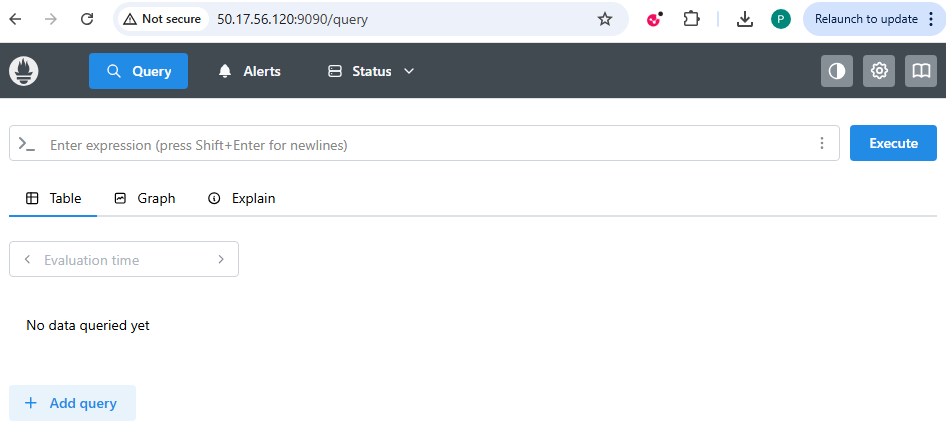 Not secure 50.17.56.120:9090/query P Relaunch to update
Query Alerts Status
Enter expression (press Shift+Enter for newlines) Execute
Table Graph Explain
Evaluation time
No data queried yet
Add query